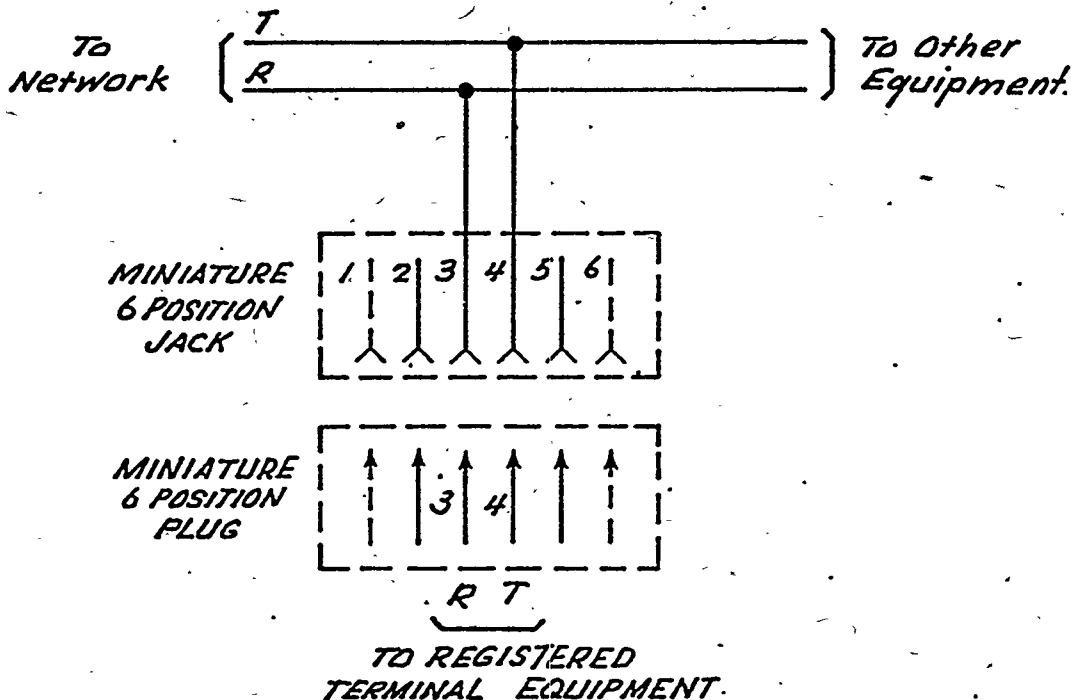 T
To
Network
R
To Other
Equipment.
MINIATURE
6 POSITION
JACK
1 2 3 4 5 6
MINIATURE
6 POSITION
PLUG
3 4
R T
TO REGISTERED
TERMINAL EQUIPMENT.